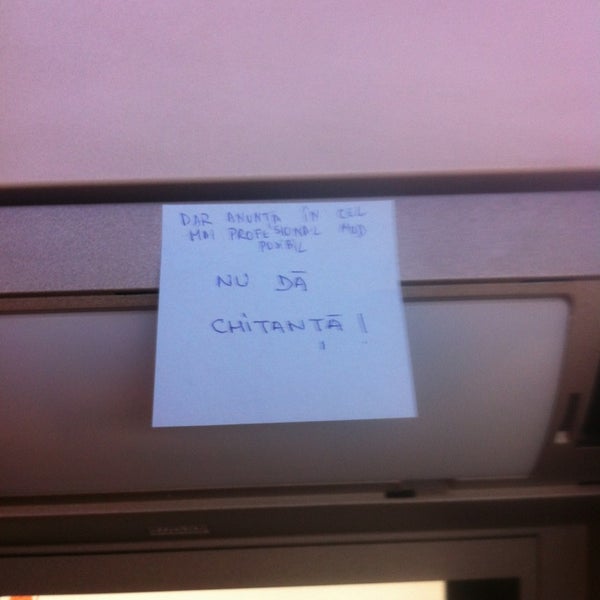 DAR ANUNȚĂ ÎN CEL
MAI PROFESIONAL MOD
POSIBIL
NU DĂ
CHITANȚĂ !